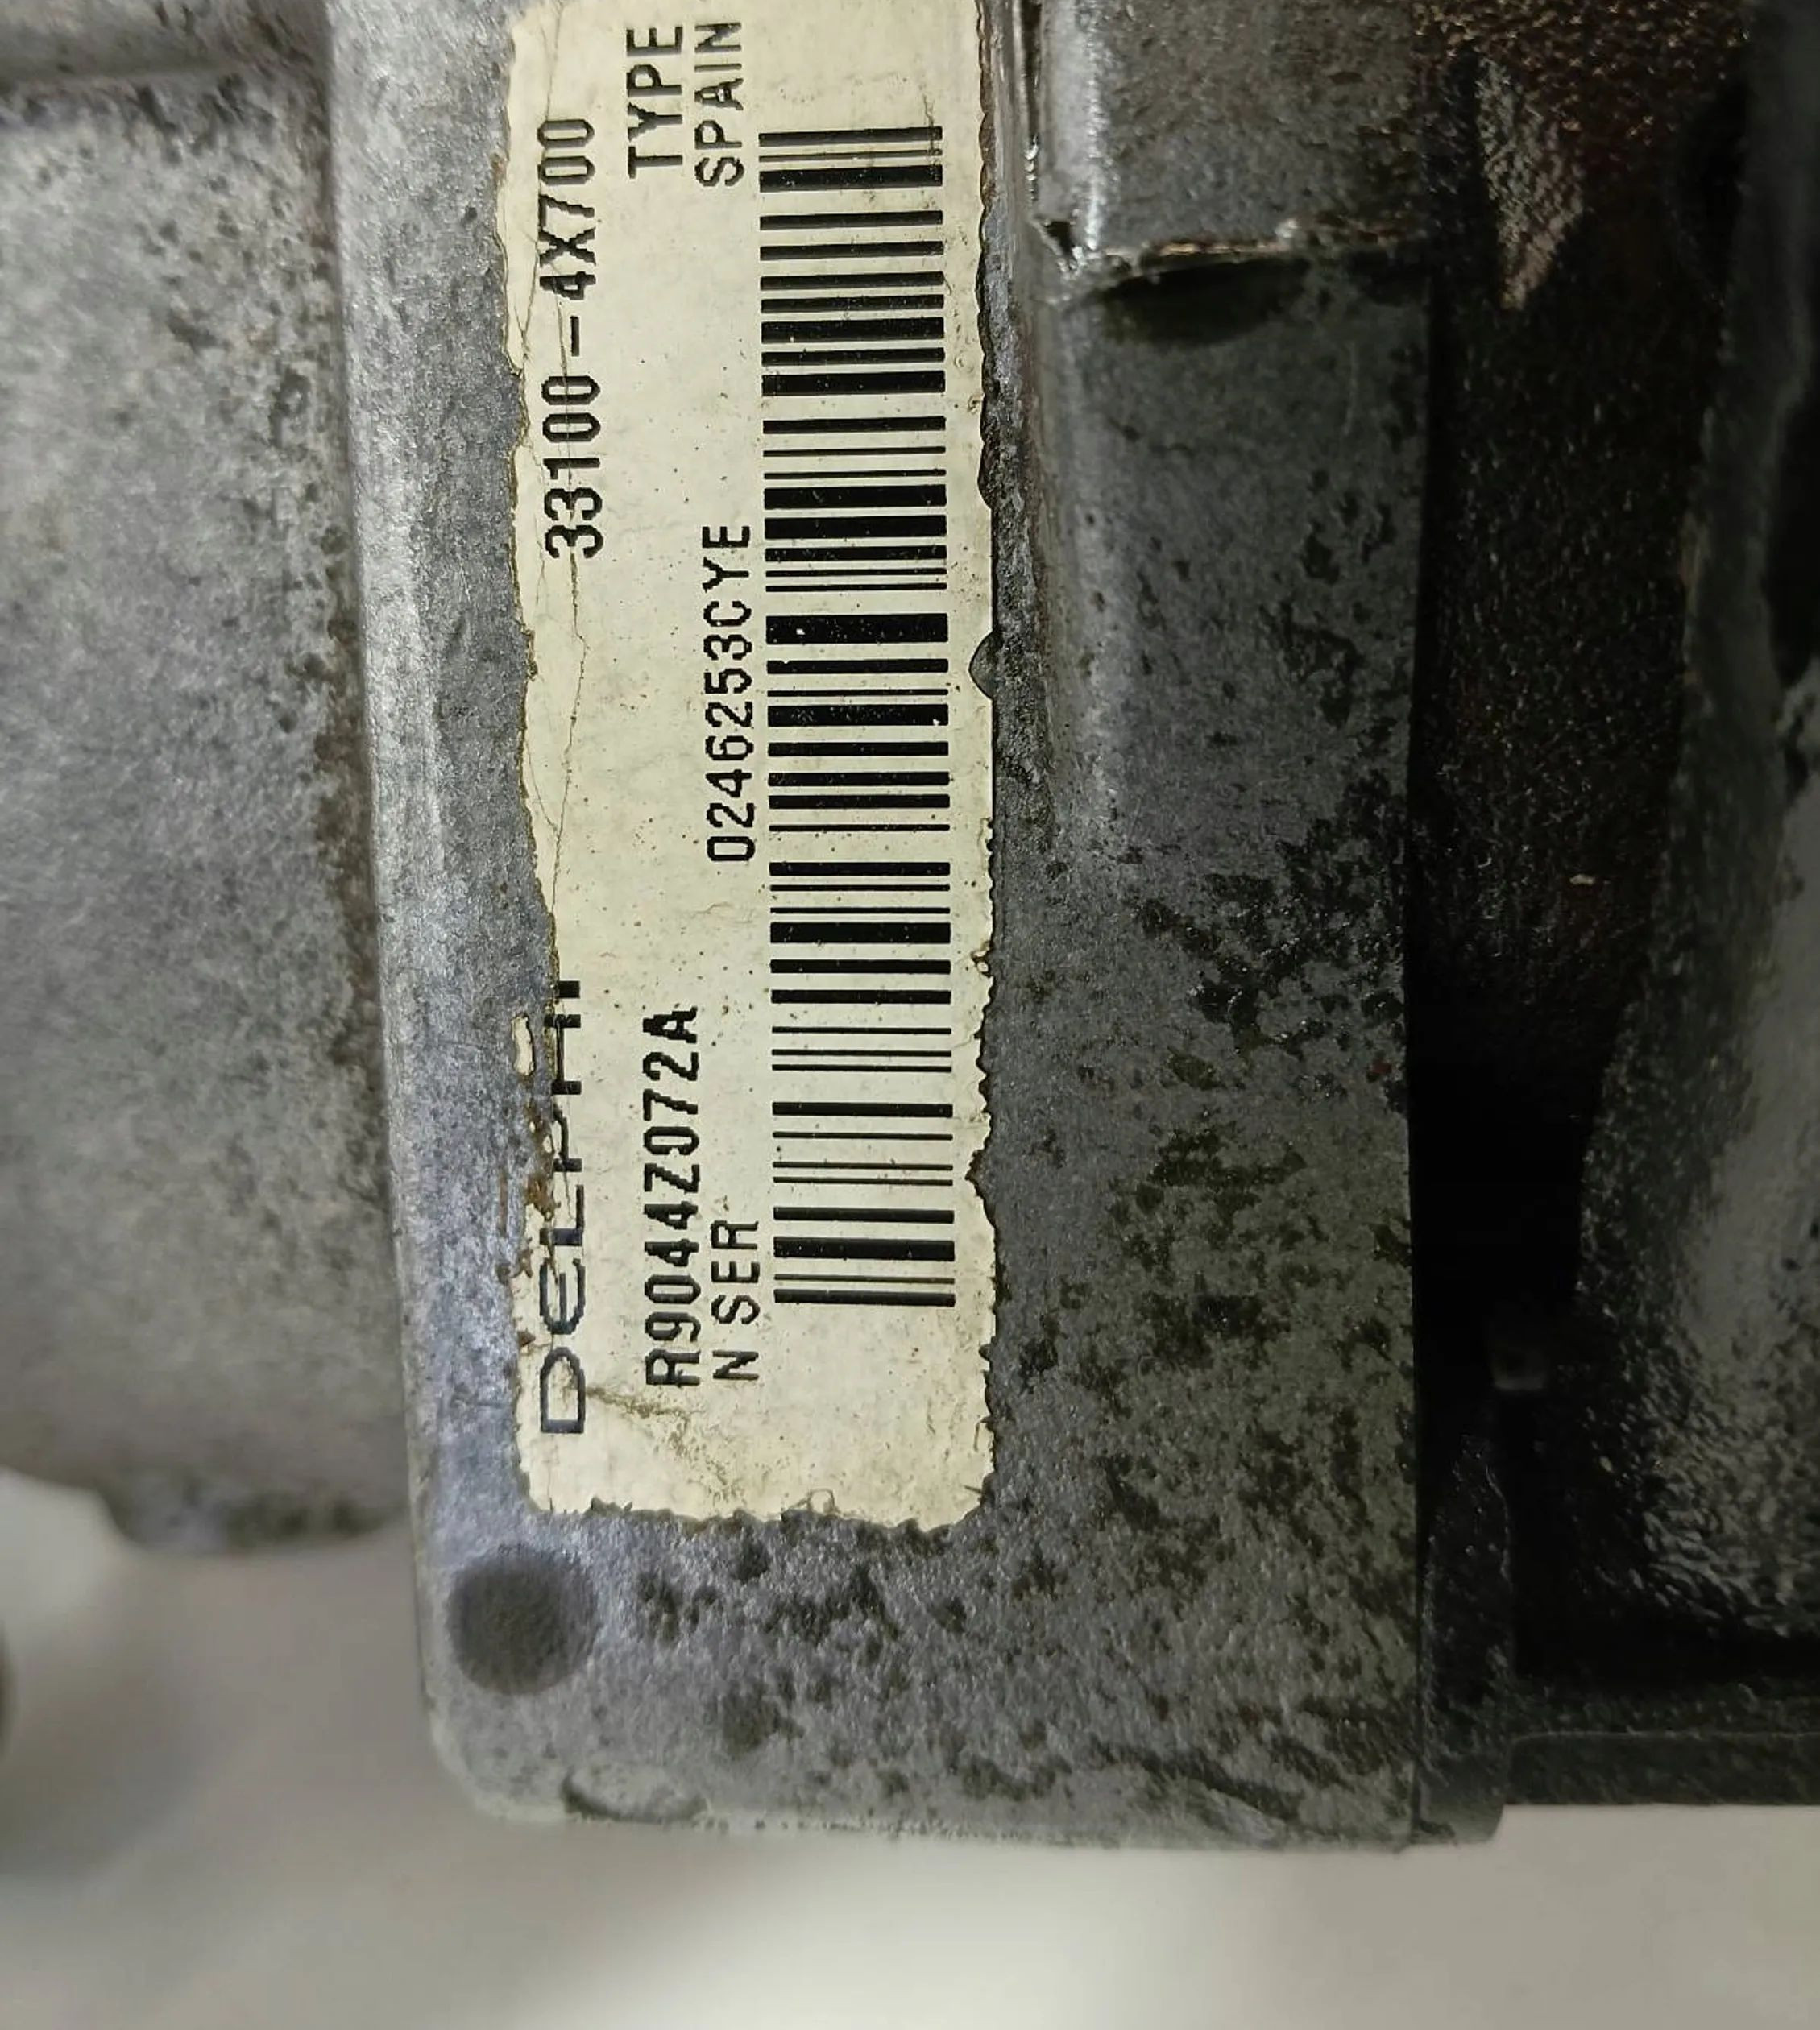 DELPHI 33100-4X700
R9044Z072A TYPE
N SER 0246253CYE SPAIN